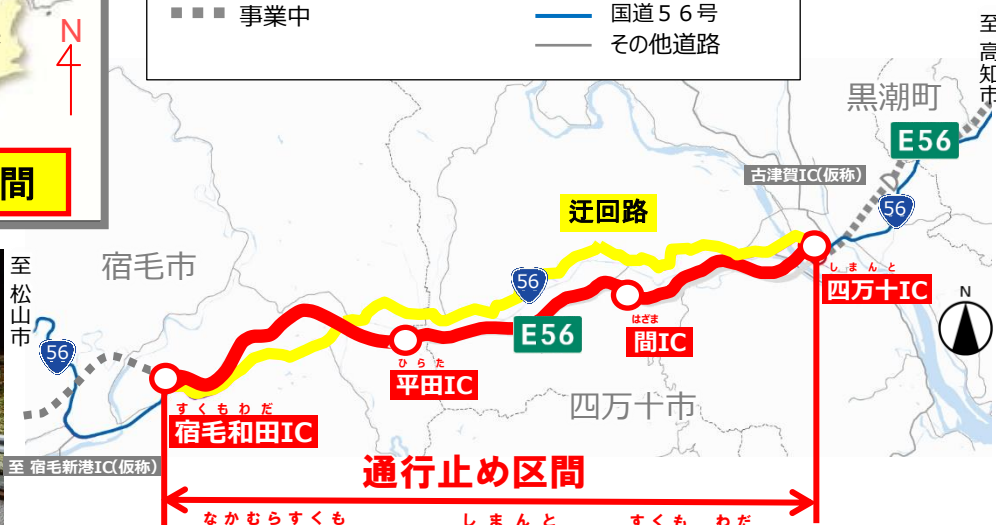 事業中
国道５６号
その他道路
N
間
至 高知市
黒潮町
E56
古津賀IC(仮称)
56
迂回路
至 松山市
宿毛市
56
56
E56
しまんと
四万十IC
N
はざま
間IC
ひらた
平田IC
四万十市
すくもわだ
宿毛和田IC
至 宿毛新港IC(仮称)
通行止め区間
なかむらすくも しまんと すくも わだ